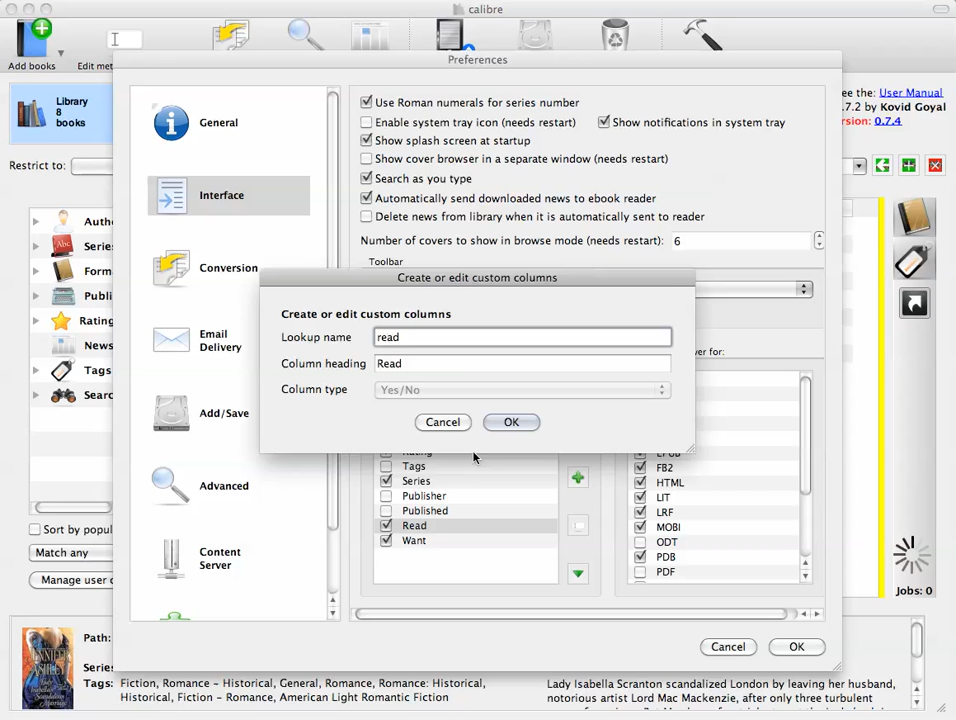 calibre
Add books
Edit met
Preferences
Library
8
books
ee the: User Manual
.7.2 by Kovid Goyal
rsion: 0.7.4
Restrict to:
General
Interface
Conversion
Email
Delivery
Add/Save
Advanced
Content
Server
Use Roman numerals for series number
Enable system tray icon (needs restart)
Show notifications in system tray
Show splash screen at startup
Show cover browser in a separate window (needs restart)
Search as you type
Automatically send downloaded news to ebook reader
Delete news from library when it is automatically sent to reader
Number of covers to show in browse mode (needs restart): 6
Toolbar
Autho
Series
Forma
Publi
Rating
News
Tags
Searc
Create or edit custom columns
Create or edit custom columns
Lookup name read
Column heading Read
Column type Yes/No
Cancel
OK
wer for:
Rating
Tags
Series
Publisher
Published
Read
Want
EPUB
FB2
HTML
LIT
LRF
MOBI
ODT
PDB
PDF
Sort by popul
Match any
Manage user c
Jobs: 0
Cancel
OK
Path:
Series
Tags: Fiction, Romance - Historical, General, Romance, Romance: Historical,
Historical, Fiction - Romance, American Light Romantic Fiction
Lady Isabella Scranton scandalized London by leaving her husband,
notorious artist Lord Mac Mackenzie, after only three turbulent